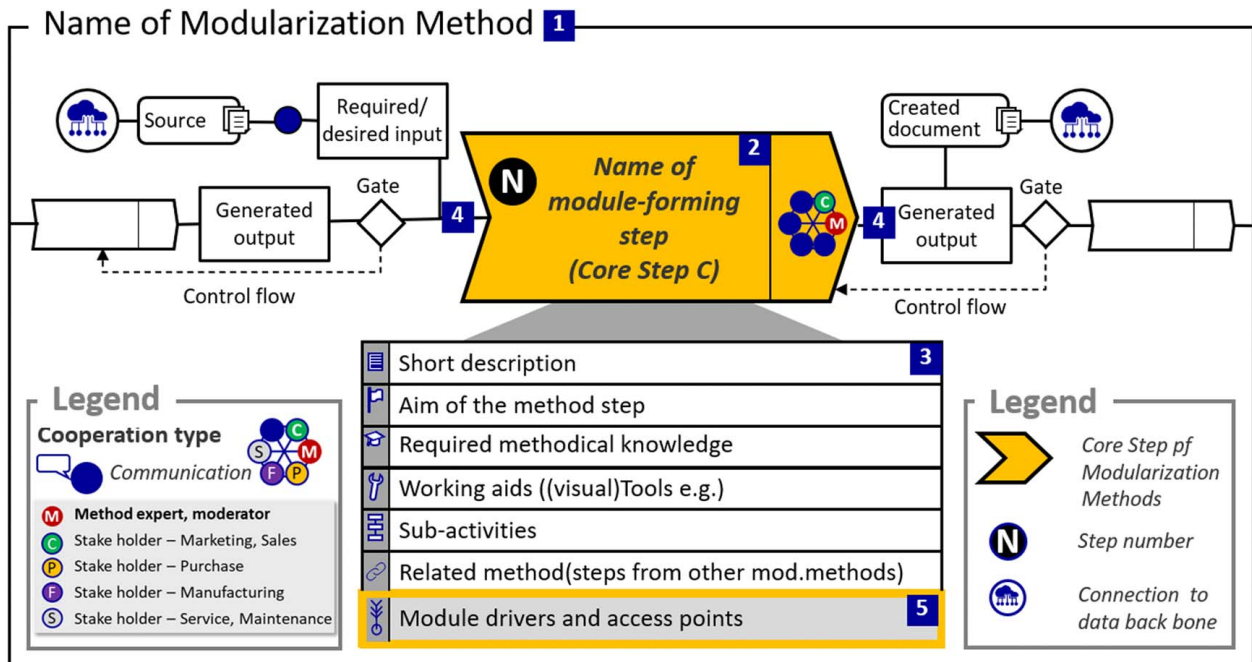 Name of Modularization Method 1
Source
Required/
desired input
Generated
output
Gate
Control flow
4
N
Name of
module-forming
step
(Core Step C)
2
C
M
4
Created
document
Generated
output
Gate
Control flow
3
Short description
Aim of the method step
Required methodical knowledge
Working aids ((visual)Tools e.g.)
Sub-activities
Related method(steps from other mod.methods)
Module drivers and access points
5
Legend
Cooperation type
Communication
C
S
M
F
P
M Method expert, moderator
C Stake holder – Marketing, Sales
P Stake holder – Purchase
F Stake holder – Manufacturing
S Stake holder – Service, Maintenance
Legend
Core Step pf
Modularization
Methods
N Step number
Connection to
data back bone